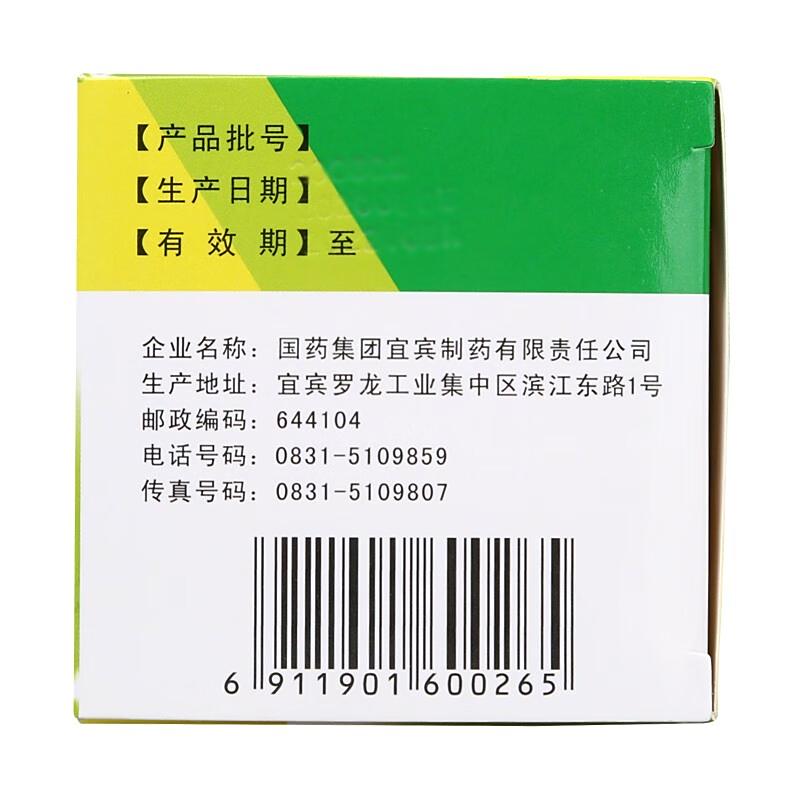 【产品批号】
【生产日期】
【有 效 期】至
企业名称：国药集团宜宾制药有限责任公司
生产地址：宜宾罗龙工业集中区滨江东路1号
邮政编码：644104
电话号码：0831-5109859
传真号码：0831-5109807
6 911901 600265